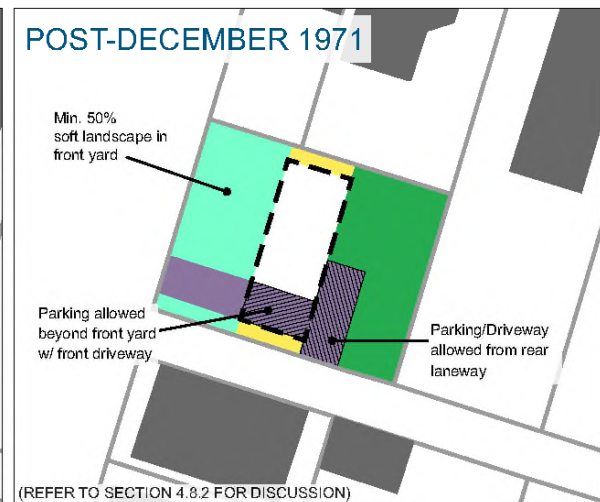 POST-DECEMBER 1971
Min. 50%
soft landscape in
front yard
Parking allowed
beyond front yard
w/ front driveway
Parking/Driveway
allowed from rear
laneway
(REFER TO SECTION 4.8.2 FOR DISCUSSION)